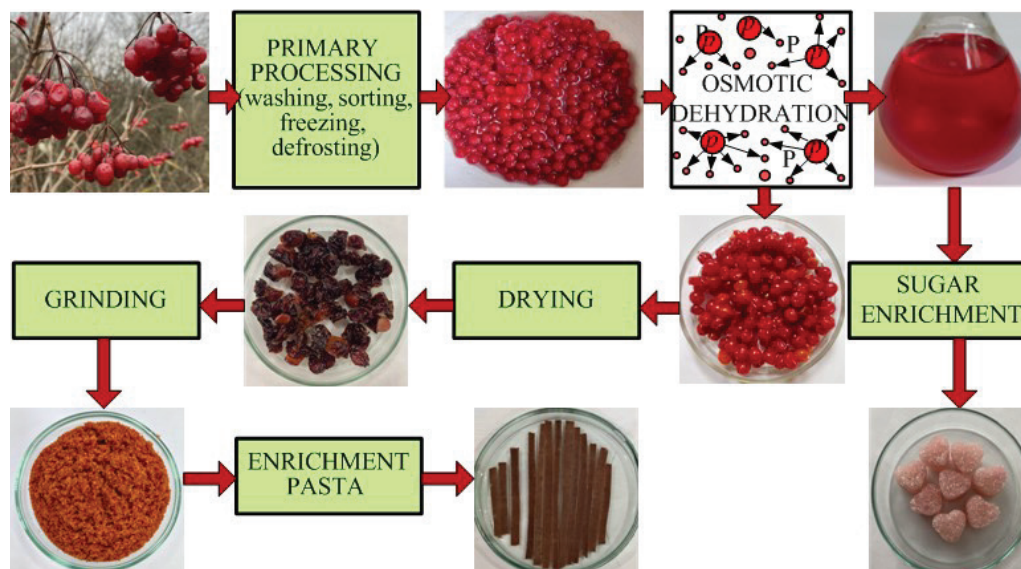 PRIMARY
PROCESSING
(washing, sorting,
freezing,
defrosting)
p
p
P
p
OSMOTIC
DEHYDRATION
p
P
p
GRINDING
DRYING
SUGAR
ENRICHMENT
ENRICHMENT
PASTA